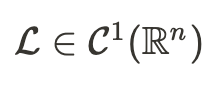 𝓛 ∈ 𝒞¹(ℝⁿ)